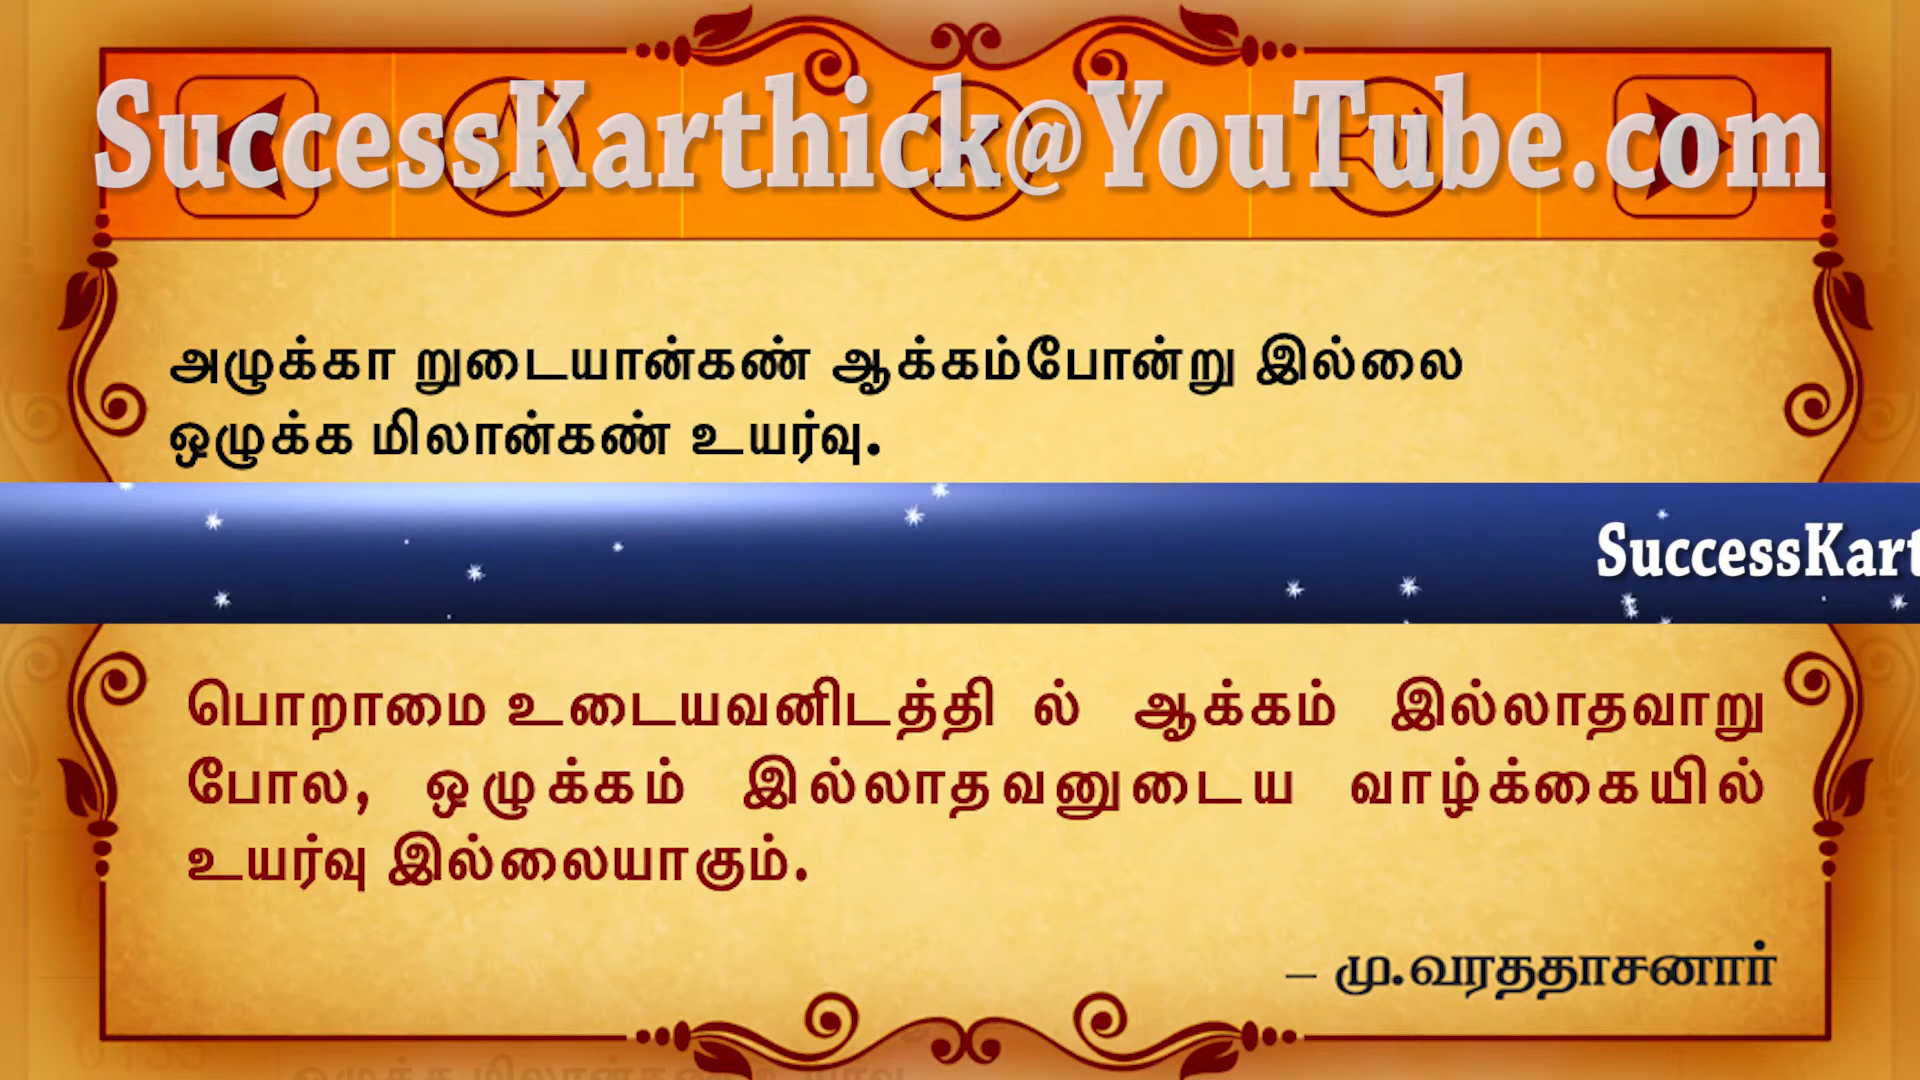 SuccessKarthick@YouTube.com
அழுக்கா றுடையான்கண் ஆக்கம்போன்று இல்லை
ஒழுக்க மிலான்கண் உயர்வு.
SuccessKart
பொறாமை உடையவனிடத்தி ல் ஆக்கம் இல்லாதவாறு
போல, ஒழுக்கம் இல்லாதவனுடைய வாழ்க்கையில்
உயர்வு இல்லையாகும்.
– மு.வரததாசனார்
0135